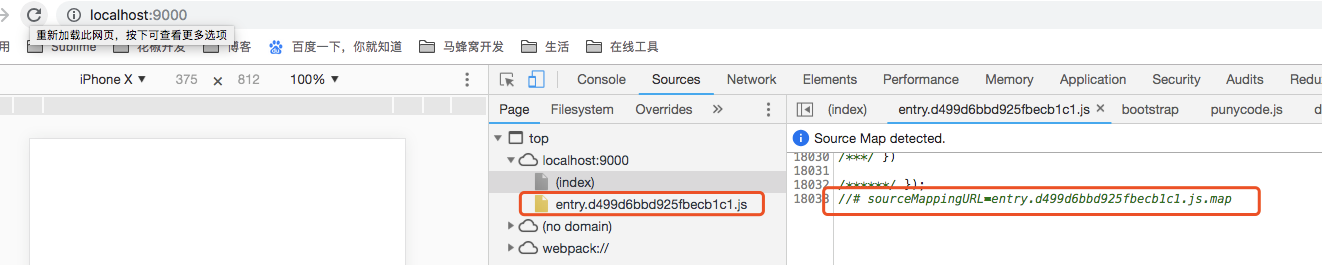 localhost:9000
重新加载此网页，按下可查看更多选项
用 Sublime 花椒开发 博客 百度一下，你就知道 马蜂窝开发 生活 在线工具
iPhone X ▼ 375 × 812 100% ▼
Console Sources Network Elements Performance Memory Application Security Audits Redu
Page Filesystem Overrides »
(index) entry.d499d6bbd925fbecb1c1.js × bootstrap punycode.js d
top
Source Map detected.
localhost:9000
(index)
entry.d499d6bbd925fbecb1c1.js
(no domain)
webpack://
18030 /***/ })
18031
18032 /******/ });
18033 //# sourceMappingURL=entry.d499d6bbd925fbecb1c1.js.map